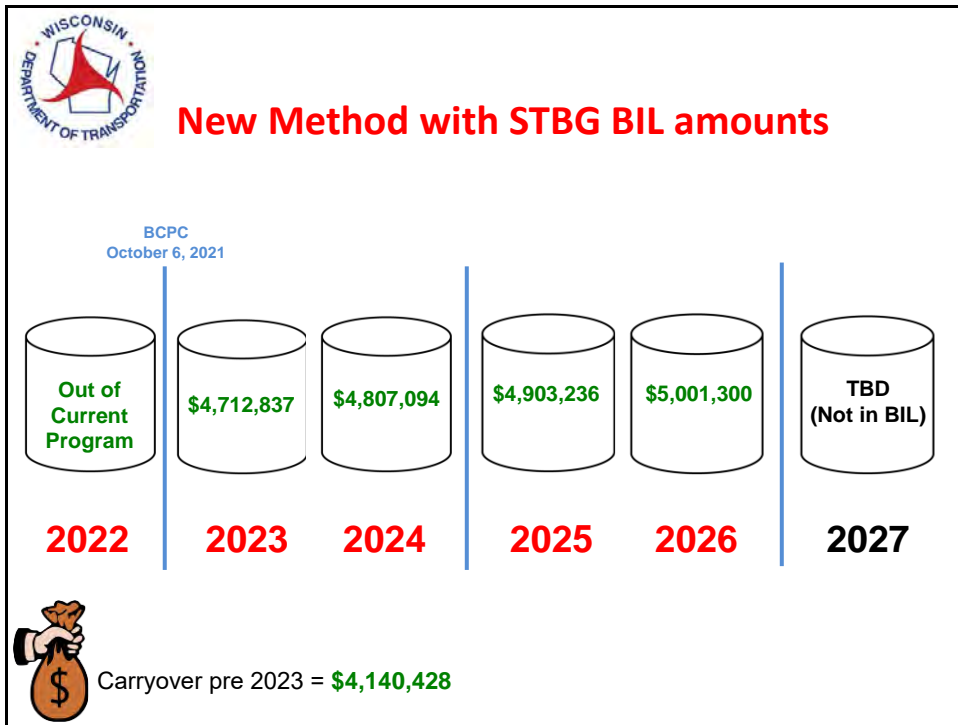 WISCONSIN
DEPARTMENT OF TRANSPORTATION
New Method with STBG BIL amounts
BCPC
October 6, 2021
Out of
Current
Program
$4,712,837
$4,807,094
$4,903,236
$5,001,300
TBD
(Not in BIL)
2022
2023
2024
2025
2026
2027
$
Carryover pre 2023 = $4,140,428